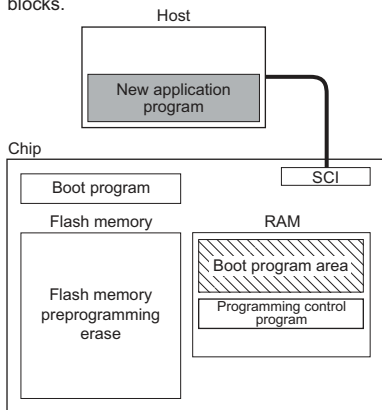 blocks.
Host
New application
program
Chip
SCI
Boot program
Flash memory
RAM
Boot program area
Flash memory
preprogramming
erase
Programming control
program